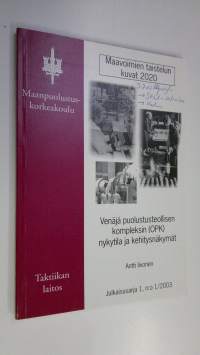 Maanpuolustus-
korkeakoulu
Maavoimien taistelun
kuvat 2020
Venäjä puolustusteollisen
kompleksin (OPK)
nykytila ja kehitysnäkymät
Antti Ikonen
Taktiikan
laitos
Julkaisusarja 1, n:o 1/2003